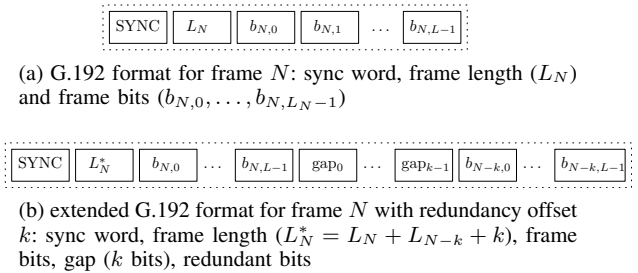 SYNC L_N b_{N,0} b_{N,1} ... b_{N,L-1}
(a) G.192 format for frame N: sync word, frame length (L_N)
and frame bits (b_{N,0}, ..., b_{N,L_N-1})
SYNC L*_N b_{N,0} ... b_{N,L-1} gap_0 ... gap_{k-1} b_{N-k,0} ... b_{N-k,L-1}
(b) extended G.192 format for frame N with redundancy offset
k: sync word, frame length (L*_N = L_N + L_{N-k} + k), frame
bits, gap (k bits), redundant bits